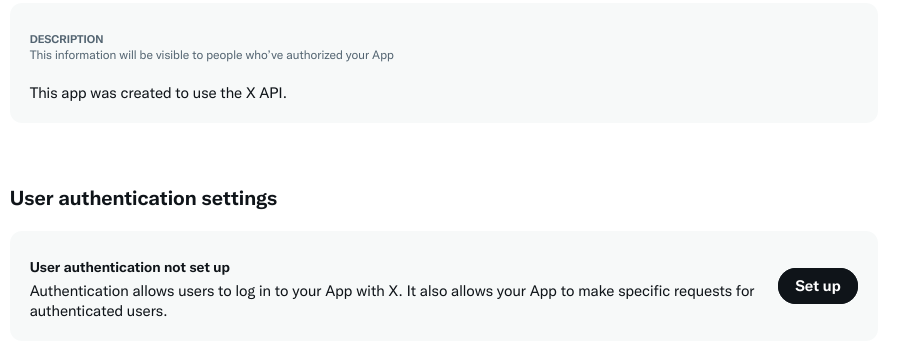 DESCRIPTION
This information will be visible to people who've authorized your App
This app was created to use the X API.
User authentication settings
User authentication not set up
Authentication allows users to log in to your App with X. It also allows your App to make specific requests for
authenticated users.
Set up